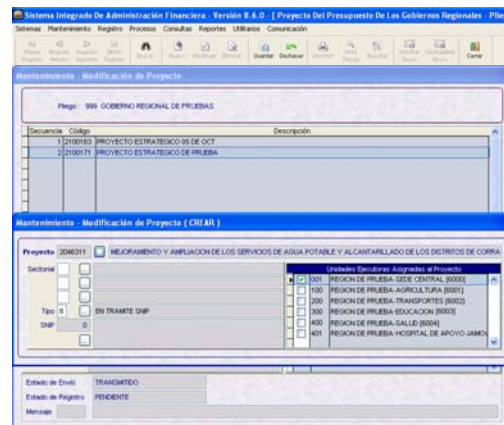 Sistema Integrado De Administración Financiera - Versión 8.6.0 - [ Proyecto Del Presupuesto De Los Gobiernos Regionales - Plie
Sistemas Mantenimiento Registro Procesos Consultas Reportes Utilitarios Comunicación
Guardar Deshacer Cerrar
Mantenimiento - Modificación de Proyecto
Pliego : 999 GOBIERNO REGIONAL DE PRUEBAS
Secuencia Código Descripción
1 2100163 PROYECTO ESTRATEGICO 05 DE OCT
2 2100171 PROYECTO ESTRATEGICO DE PRUEBA
Mantenimiento - Modificación de Proyecto ( CREAR )
Proyecto 2046311 MEJORAMIENTO Y AMPLIACION DE LOS SERVICIOS DE AGUA POTABLE Y ALCANTARILLADO DE LOS DISTRITOS DE CORRA
Sectorial
Unidades Ejecutoras Asignadas al Proyecto
001 REGION DE PRUEBA-SEDE CENTRAL [6000]
100 REGION DE PRUEBA-AGRICULTURA [6001]
200 REGION DE PRUEBA-TRANSPORTES [6002]
300 REGION DE PRUEBA-EDUCACION [6003]
400 REGION DE PRUEBA-SALUD [6004]
401 REGION DE PRUEBA-HOSPITAL DE APOYO JAMO
Tipo EN TRAMITE SNIP
SNIP 0
Estado de Envío TRANSMITIDO
Estado de Registro PENDIENTE
Mensaje